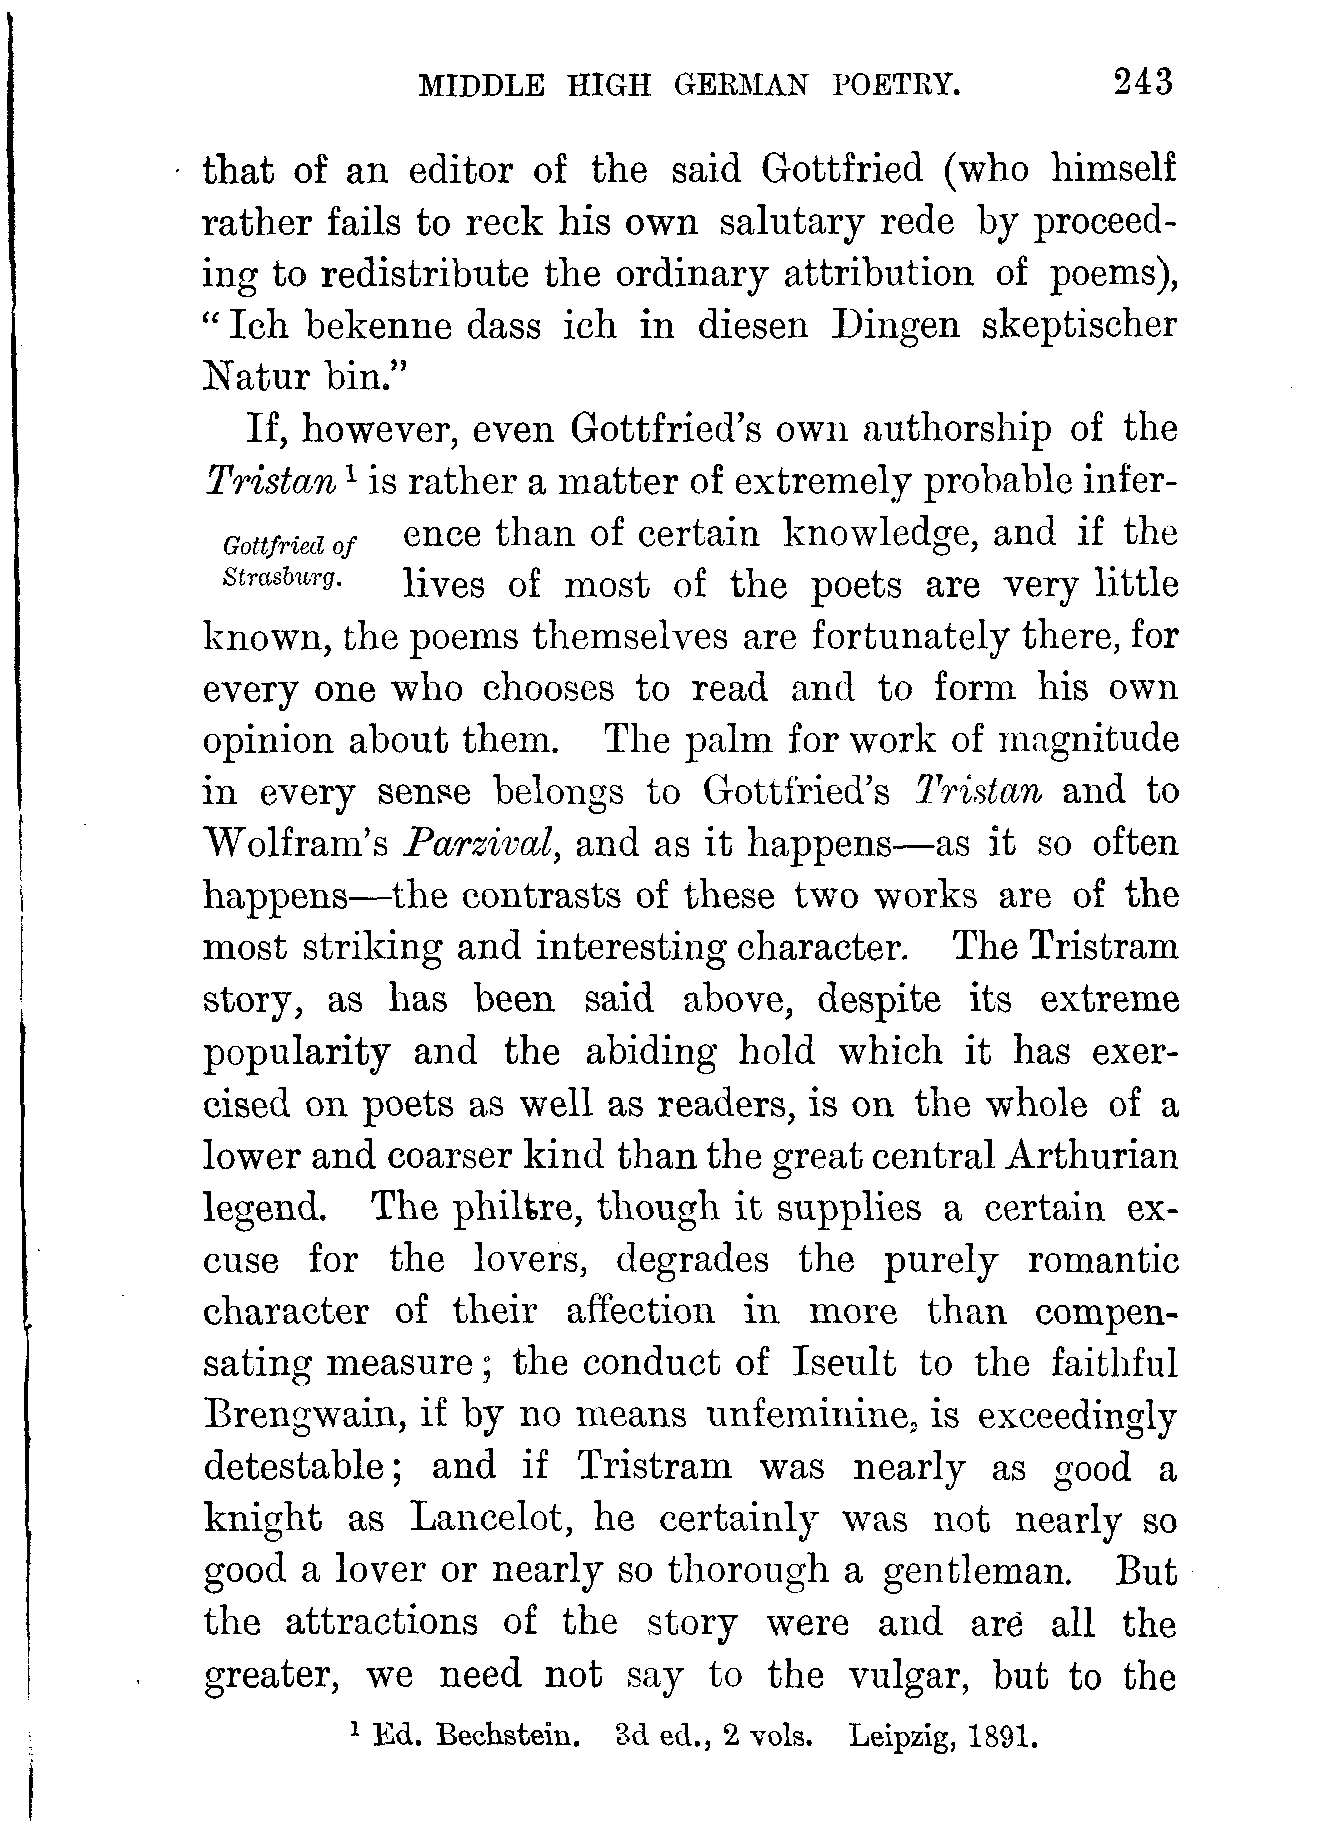 MIDDLE HIGH GERMAN POETRY. 243
that of an editor of the said Gottfried (who himself
rather fails to reck his own salutary rede by proceed-
ing to redistribute the ordinary attribution of poems),
“Ich bekenne dass ich in diesen Dingen skeptischer
Natur bin.”
If, however, even Gottfried’s own authorship of the
Tristan ¹ is rather a matter of extremely probable infer-
Gottfried of
Strasburg.
ence than of certain knowledge, and if the
lives of most of the poets are very little
known, the poems themselves are fortunately there, for
every one who chooses to read and to form his own
opinion about them. The palm for work of magnitude
in every sense belongs to Gottfried’s Tristan and to
Wolfram’s Parzival, and as it happens—as it so often
happens—the contrasts of these two works are of the
most striking and interesting character. The Tristram
story, as has been said above, despite its extreme
popularity and the abiding hold which it has exer-
cised on poets as well as readers, is on the whole of a
lower and coarser kind than the great central Arthurian
legend. The philtre, though it supplies a certain ex-
cuse for the lovers, degrades the purely romantic
character of their affection in more than compen-
sating measure; the conduct of Iseult to the faithful
Brengwain, if by no means unfeminine, is exceedingly
detestable; and if Tristram was nearly as good a
knight as Lancelot, he certainly was not nearly so
good a lover or nearly so thorough a gentleman. But
the attractions of the story were and are all the
greater, we need not say to the vulgar, but to the
¹ Ed. Bechstein. 3d ed., 2 vols. Leipzig, 1891.